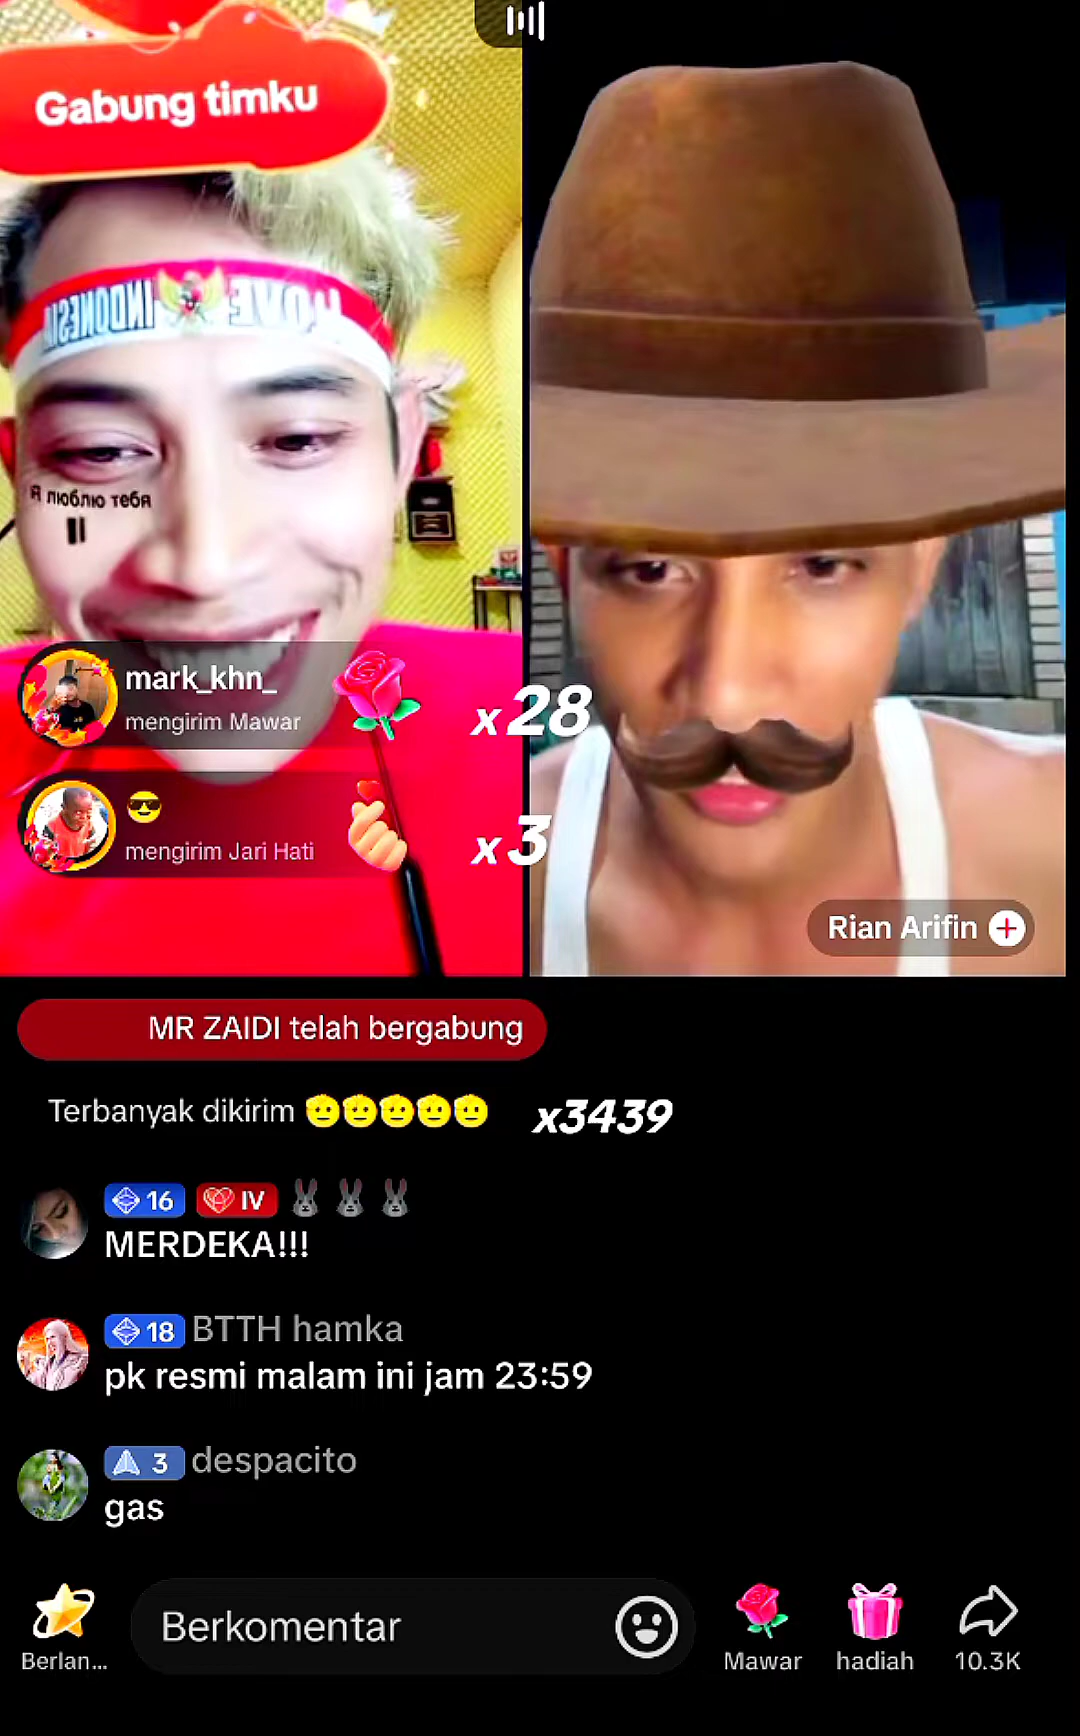 Gabung timku
LOVE INDONESIA
Я люблю тебя
mark_khn_
mengirim Mawar
x28
😎
mengirim Jari Hati
x3
Rian Arifin
MR ZAIDI telah bergabung
Terbanyak dikirim 🫡🫡🫡🫡🫡 x3439
16 IV 🐰🐰🐰
MERDEKA!!!
18 BTTH hamka
pk resmi malam ini jam 23:59
3 despacito
gas
Berkomentar
Berlan...
Mawar
hadiah
10.3K